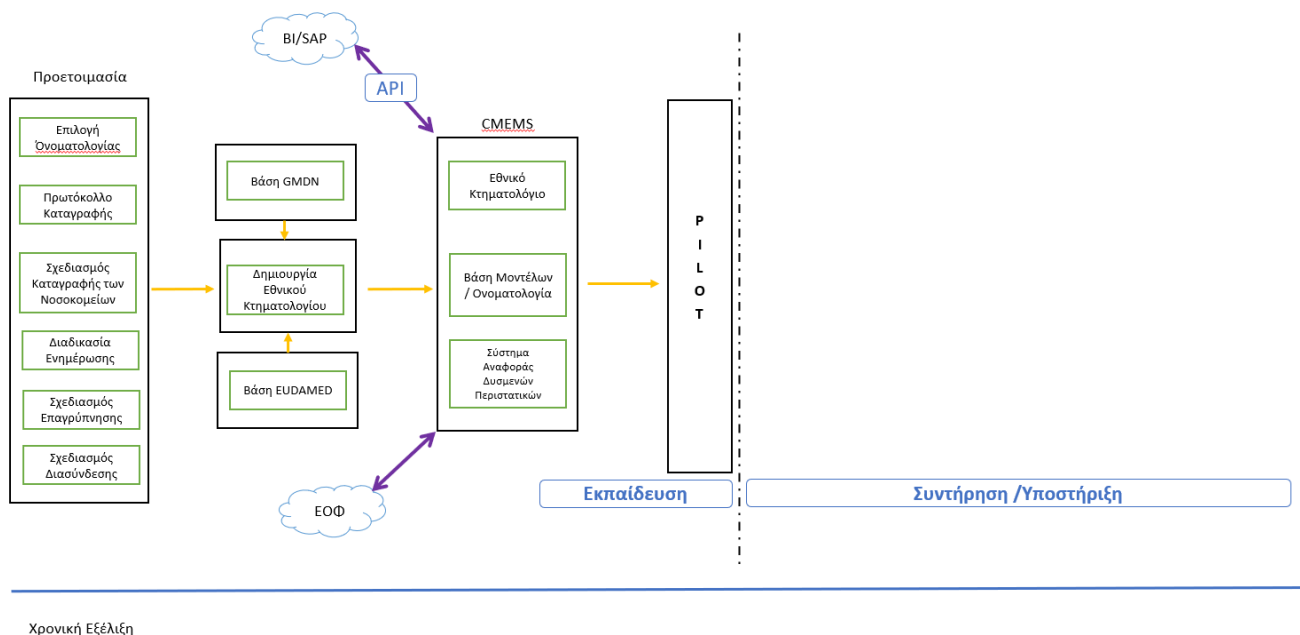 BI/SAP
API
Προετοιμασία
Επιλογή
Όνοματολογίας
Πρωτόκολλο
Καταγραφής
Σχεδιασμός
Καταγραφής των
Νοσοκομείων
Διαδικασία
Ενημέρωσης
Σχεδιασμός
Επαγρύπνησης
Σχεδιασμός
Διασύνδεσης
Βάση GMDN
Δημιουργία
Εθνικού
Κτηματολογίου
Βάση EUDAMED
CMEMS
Εθνικό
Κτηματολόγιο
Βάση Μοντέλων
/ Ονοματολογία
Σύστημα
Αναφοράς
Δυσμενών
Περιστατικών
ΕΟΦ
P
I
L
O
T
Εκπαίδευση
Συντήρηση /Υποστήριξη
Χρονική Εξέλιξη